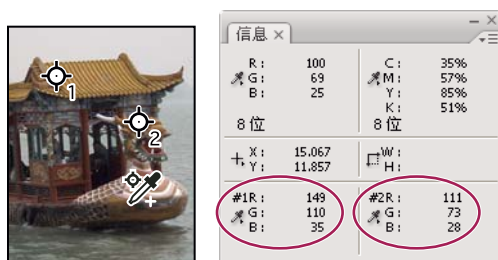 1
2
信息 ×
R: 100 C: 35%
G: 69 M: 57%
B: 25 Y: 85%
K: 51%
8 位 8 位
X: 15.067 W:
Y: 11.857 H:
#1R: 149 #2R: 111
G: 110 G: 73
B: 35 B: 28